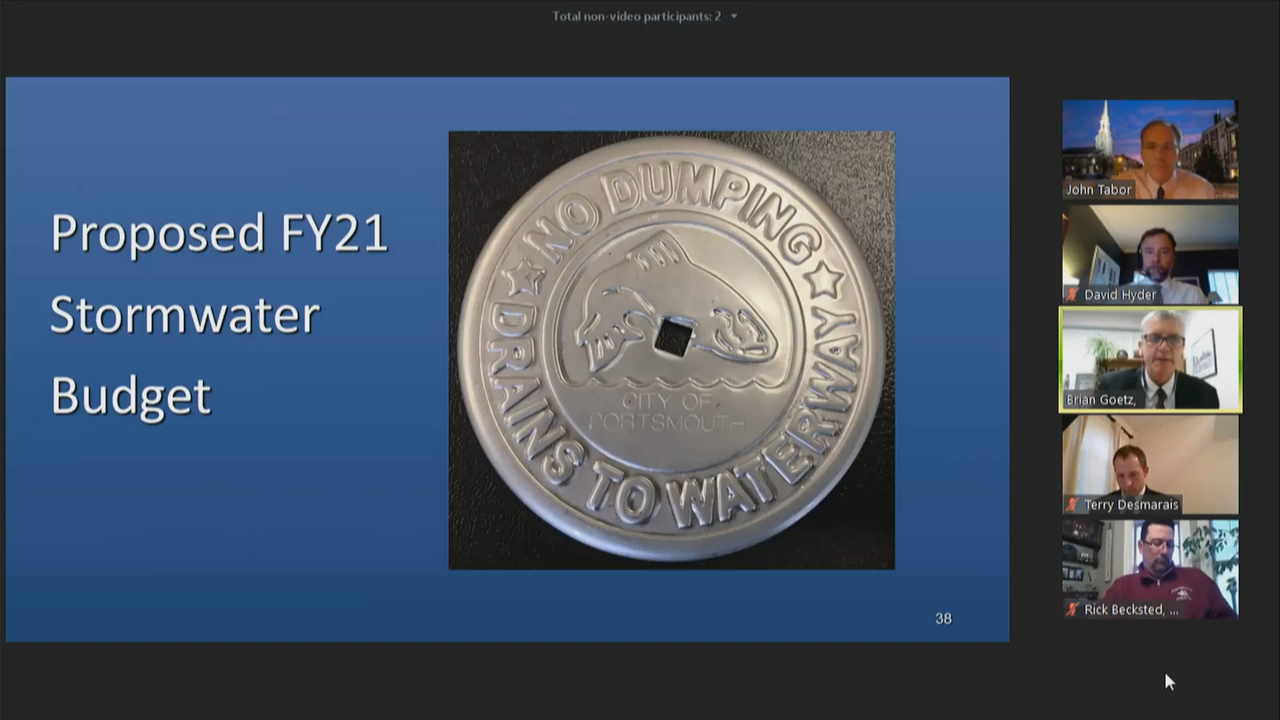 Total non-video participants: 2
Proposed FY21
Stormwater
Budget
NO DUMPING
DRAINS TO WATERWAY
CITY OF
PORTSMOUTH
38
John Tabor
David Hyder
Brian Goetz,
Terry Desmarais
Rick Becksted, ...